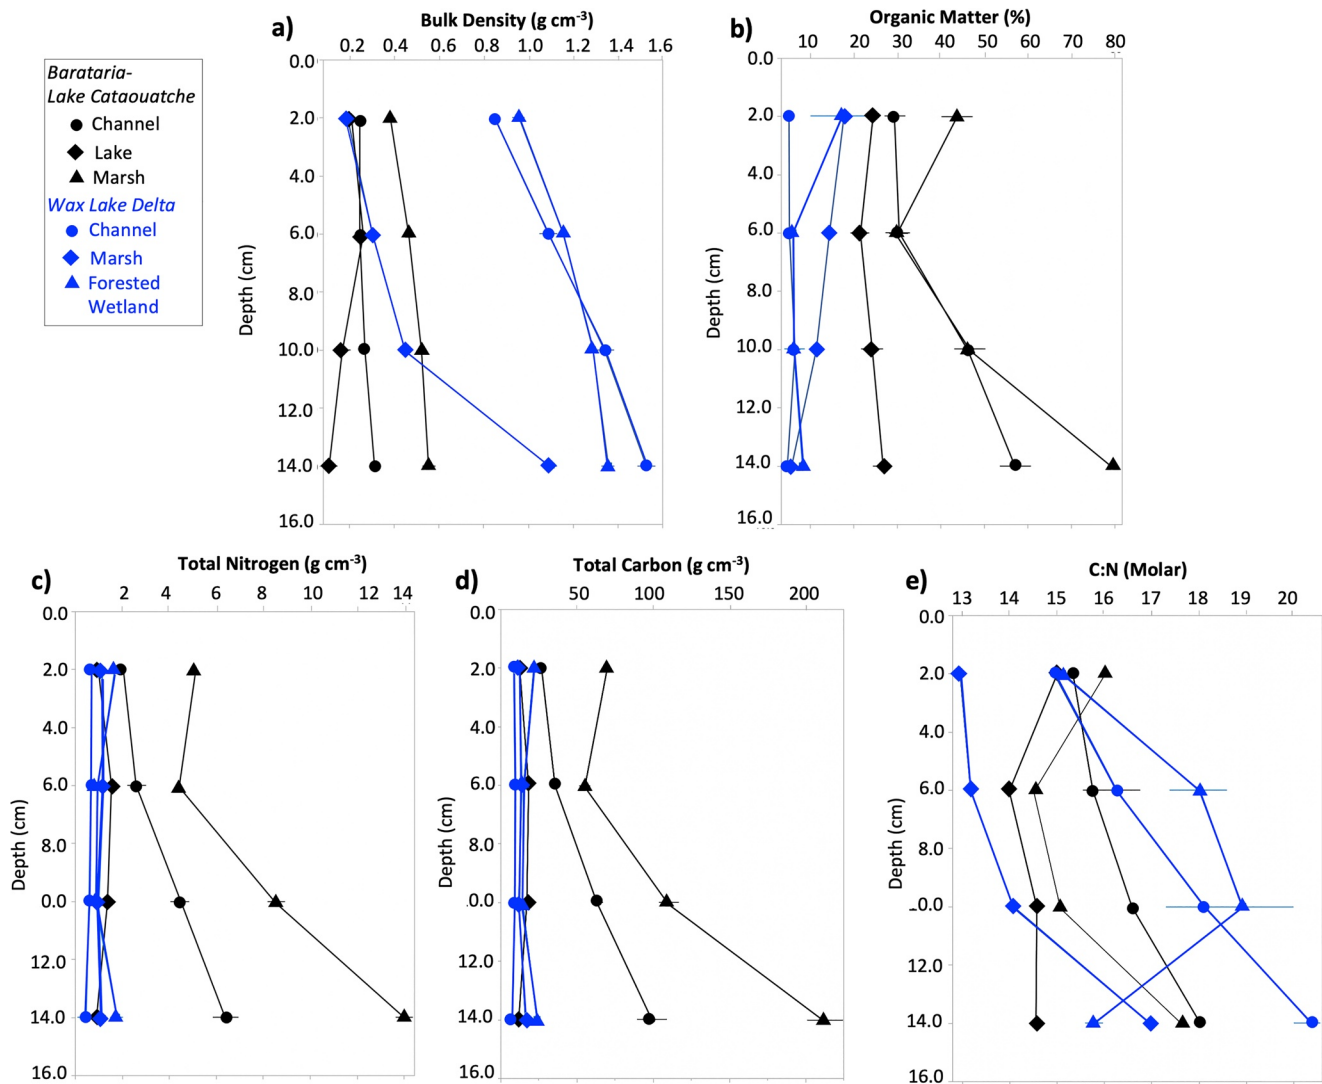 Barataria-
Lake Cataouatche
Channel
Lake
Marsh
Wax Lake Delta
Channel
Marsh
Forested
Wetland
a)
Bulk Density (g cm-3)
0.2 0.4 0.8 1.0 1.2 1.4 1.6
0.0
2.0
4.0
6.0
8.0
10.0
12.0
14.0
16.0
Depth (cm)
b)
Organic Matter (%)
10 20 30 40 50 60 70 80
0.0
2.0
4.0
6.0
8.0
10.0
12.0
14.0
16.0
Depth (cm)
c)
Total Nitrogen (g cm-3)
2 4 6 8 10 12 14
0.0
2.0
4.0
6.0
8.0
0.0
12.0
14.0
16.0
Depth (cm)
d)
Total Carbon (g cm-3)
50 100 150 200
0.0
2.0
4.0
6.0
8.0
0.0
12.0
14.0
16.0
Depth (cm)
e)
C:N (Molar)
13 14 15 16 17 18 19 20
0.0
2.0
4.0
6.0
8.0
-0.0
12.0
14.0
16.0
Depth (cm)